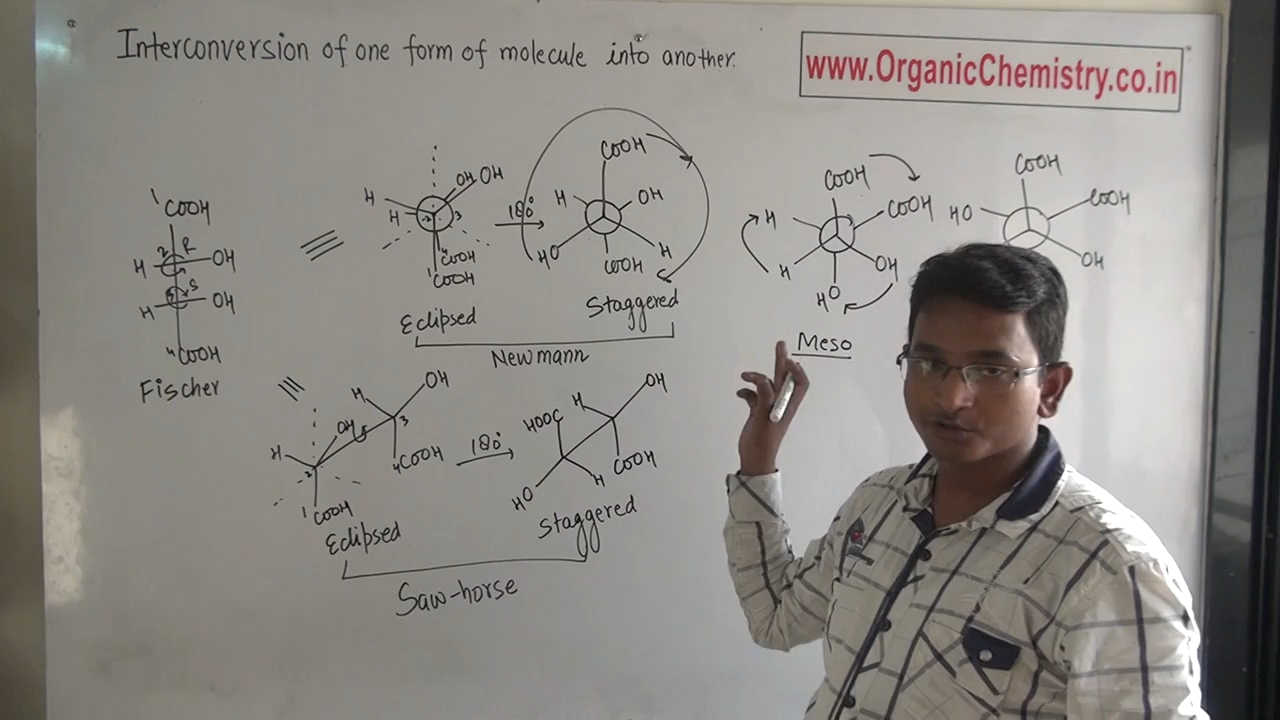 Interconversion of one form of molecule into another.
www.OrganicChemistry.co.in
1
COOH
2 R
H OH
3 S
H OH
4 COOH
Fischer
H OH OH
H 2 3
4 COOH
1 COOH
Eclipsed
180°
COOH
H OH
HO H
COOH
Staggered
Newmann
COOH
H COOH
H OH
HO
Meso
COOH
HO COOH
OH
H OH
OH 3
H 2
4 COOH
1 COOH
Eclipsed
180°
OH
HOOC H
HO H COOH
Staggered
Saw-horse